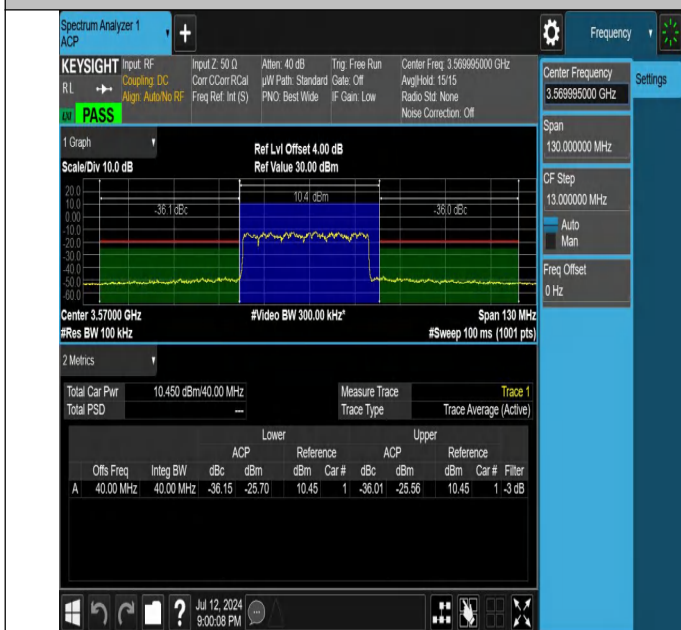 Spectrum Analyzer 1
ACP
Frequency
KEYSIGHT Input: RF Input Z: 50 Ω Atten: 40 dB Trig: Free Run Center Freq: 3.569995000 GHz
Coupling: DC Corr CCorr RCal µW Path: Standard Gate: Off Avg|Hold: 15/15
RL Align: Auto/No RF Freq Ref: Int (S) PNO: Best Wide IF Gain: Low Radio Std: None
LXI PASS Noise Correction: Off
Center Frequency
3.569995000 GHz
Settings
Span
130.000000 MHz
CF Step
13.000000 MHz
Auto
Man
Freq Offset
0 Hz
1 Graph
Ref Lvl Offset 4.00 dB
Scale/Div 10.0 dB Ref Value 30.00 dBm
20.0
10.0
0.00
-10.0
-20.0
-30.0
-40.0
-50.0
-60.0
-36.1 dBc 10.4 dBm -36.0 dBc
Center 3.57000 GHz #Video BW 300.00 kHz* Span 130 MHz
#Res BW 100 kHz #Sweep 100 ms (1001 pts)
2 Metrics
Total Car Pwr 10.450 dBm/40.00 MHz Measure Trace Trace 1
Total PSD --- Trace Type Trace Average (Active)
Lower Upper
ACP Reference ACP Reference
Offs Freq Integ BW dBc dBm dBm Car # dBc dBm dBm Car # Filter
A 40.00 MHz 40.00 MHz -36.15 -25.70 10.45 1 -36.01 -25.56 10.45 1 -3 dB
Jul 12, 2024
9:00:08 PM